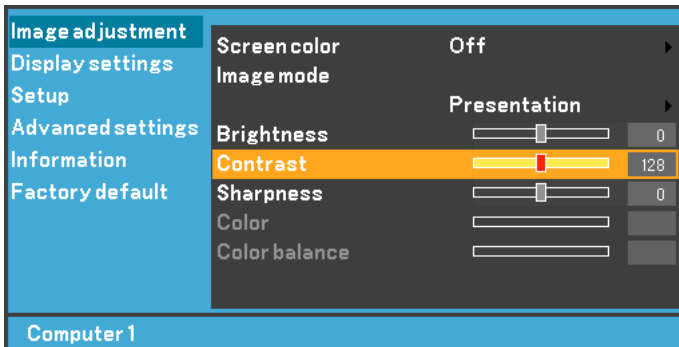 Image adjustment
Display settings
Setup
Advanced settings
Information
Factory default
Screen color Off
Image mode
Presentation
Brightness 0
Contrast 128
Sharpness 0
Color
Color balance
Computer 1